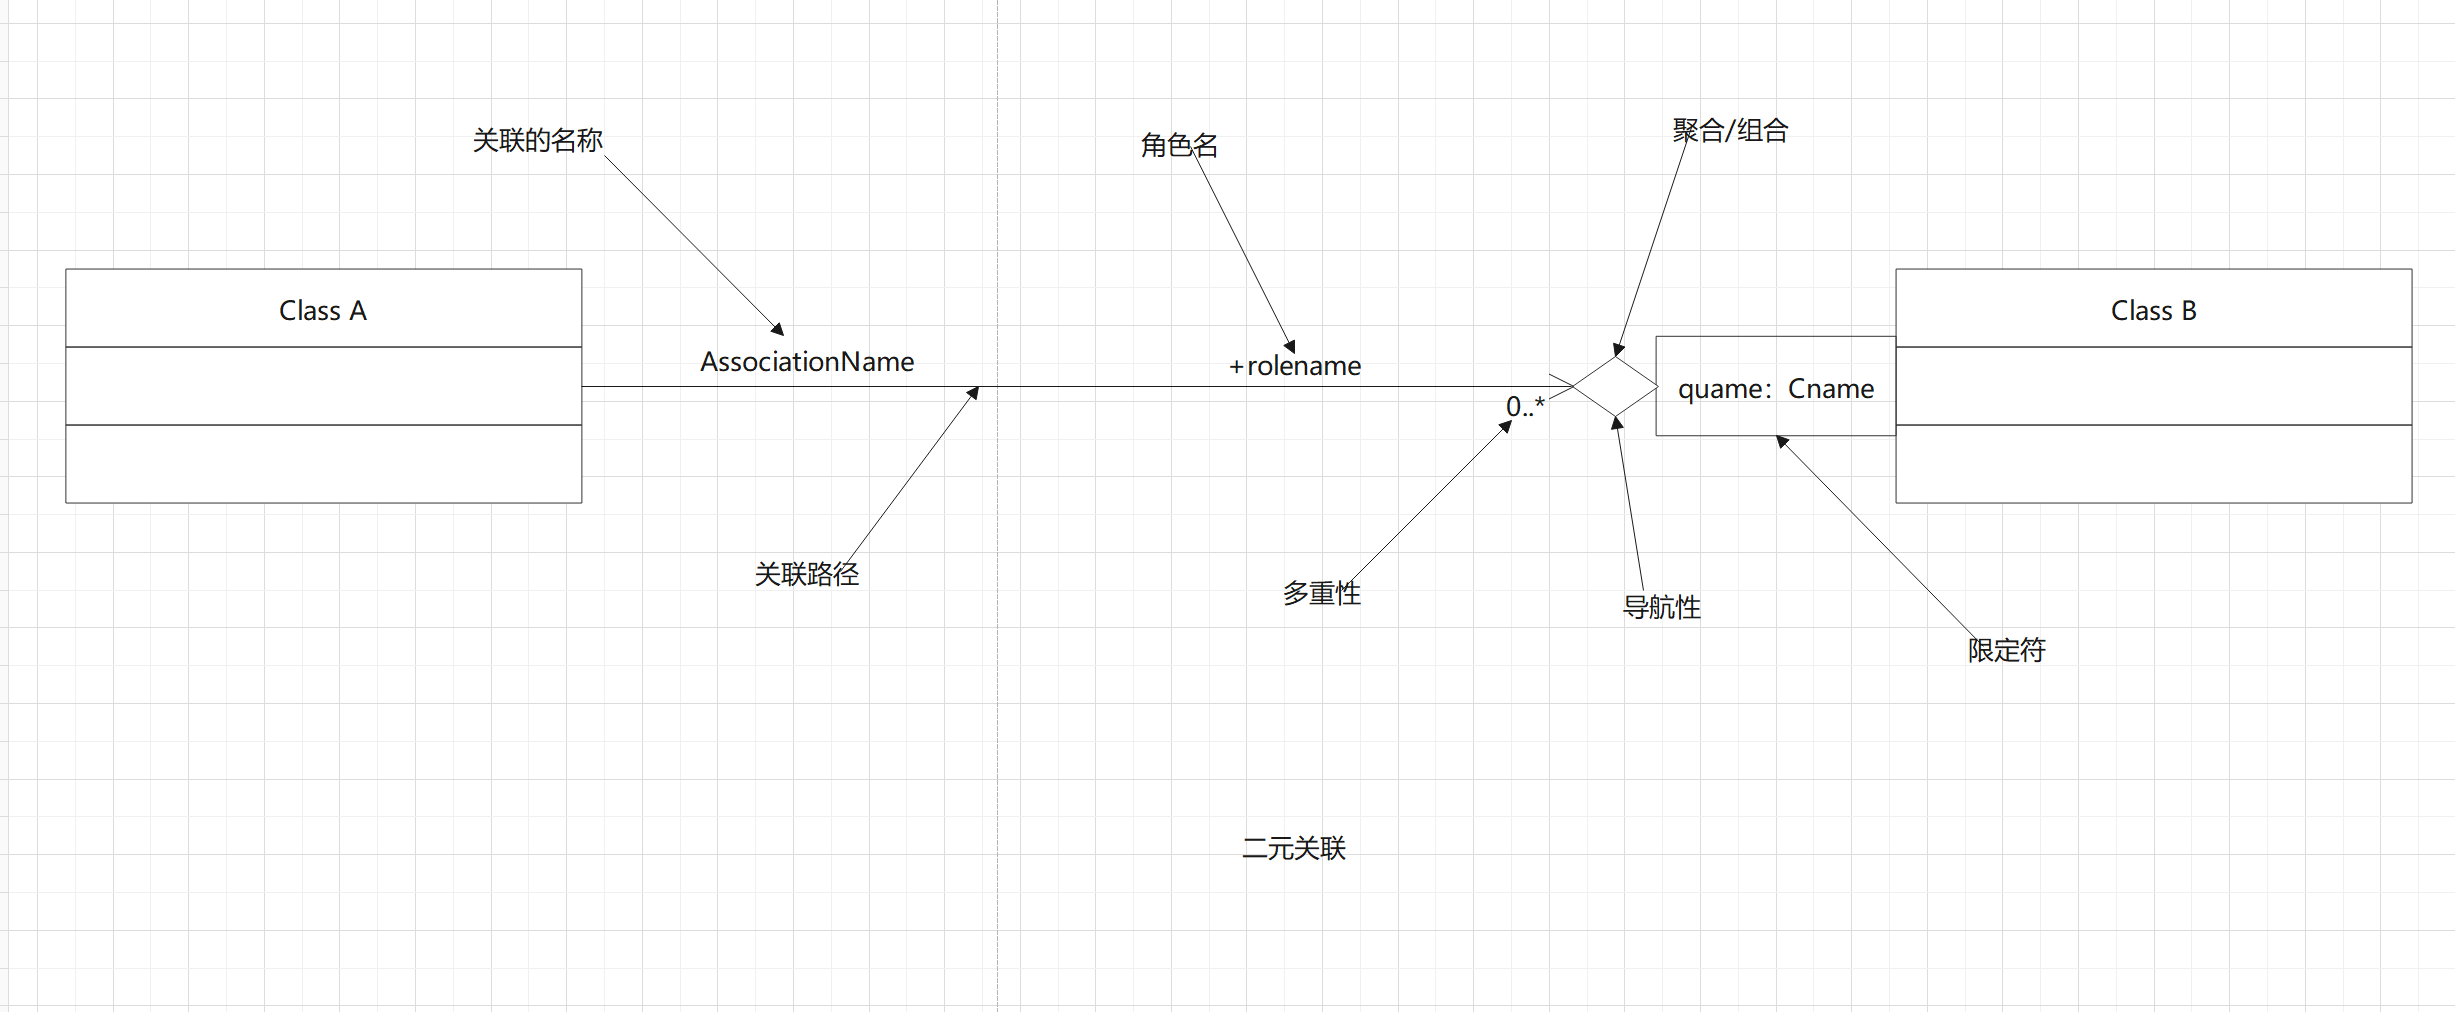 关联的名称
角色名
聚合/组合
Class A
Class B
AssociationName
+rolename
quame：Cname
0..*
关联路径
多重性
导航性
限定符
二元关联